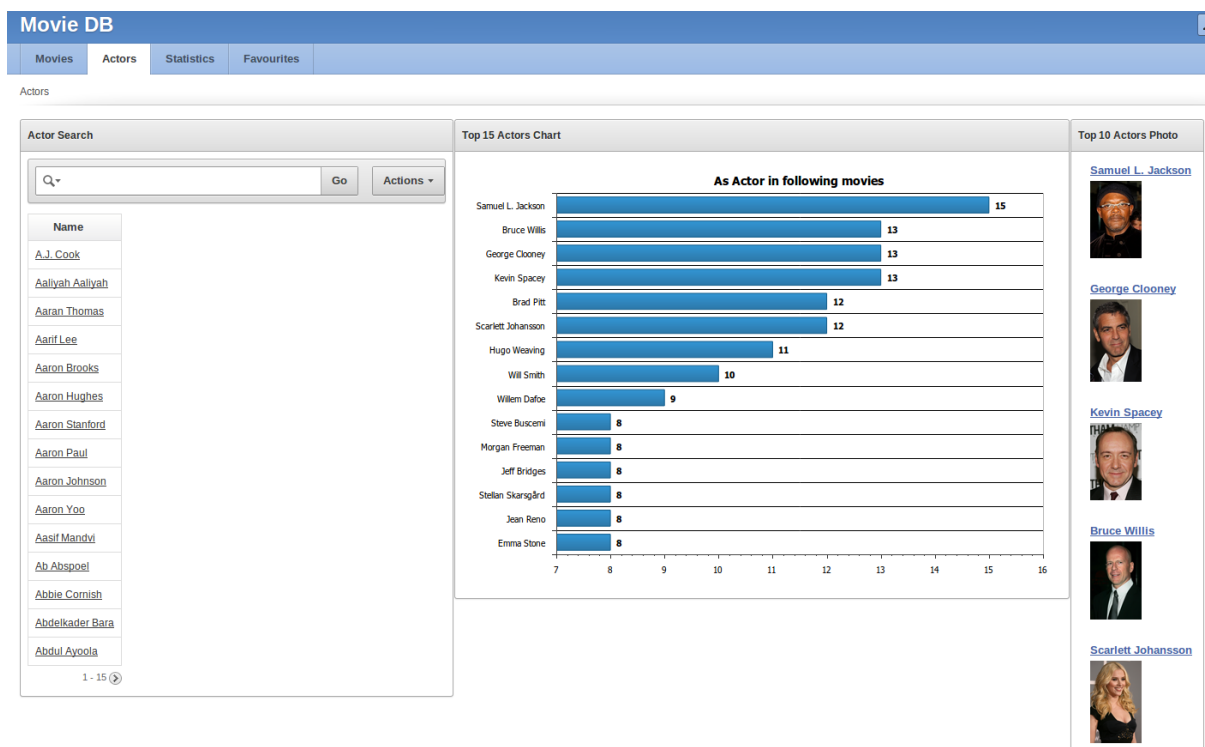 Movie DB
Movies Actors Statistics Favourites
Actors
Actor Search
Go Actions
Name
A.J. Cook
Aaliyah Aaliyah
Aaran Thomas
Aarif Lee
Aaron Brooks
Aaron Hughes
Aaron Stanford
Aaron Paul
Aaron Johnson
Aaron Yoo
Aasif Mandvi
Ab Abspoel
Abbie Cornish
Abdelkader Bara
Abdul Ayoola
1 - 15
Top 15 Actors Chart
As Actor in following movies
Samuel L. Jackson 15
Bruce Willis 13
George Clooney 13
Kevin Spacey 13
Brad Pitt 12
Scarlett Johansson 12
Hugo Weaving 11
Will Smith 10
Willem Dafoe 9
Steve Buscemi 8
Morgan Freeman 8
Jeff Bridges 8
Stellan Skarsgård 8
Jean Reno 8
Emma Stone 8
7 8 9 10 11 12 13 14 15 16
Top 10 Actors Photo
Samuel L. Jackson
George Clooney
Kevin Spacey
Bruce Willis
Scarlett Johansson